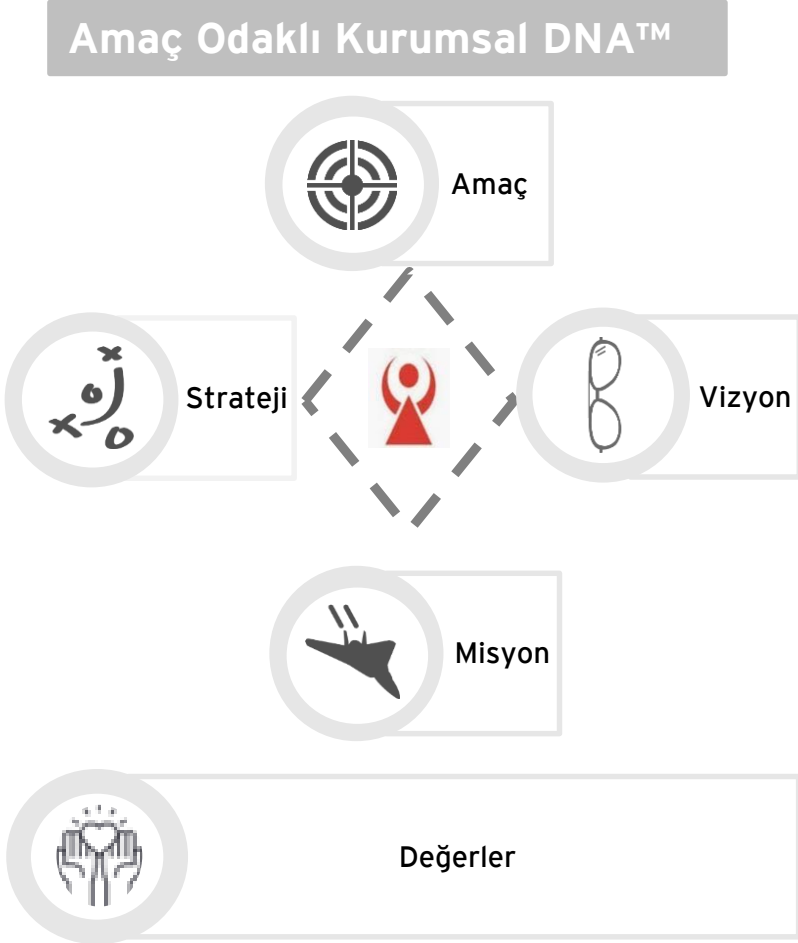 Amaç Odaklı Kurumsal DNA™
Amaç
Strateji
Vizyon
Misyon
Değerler